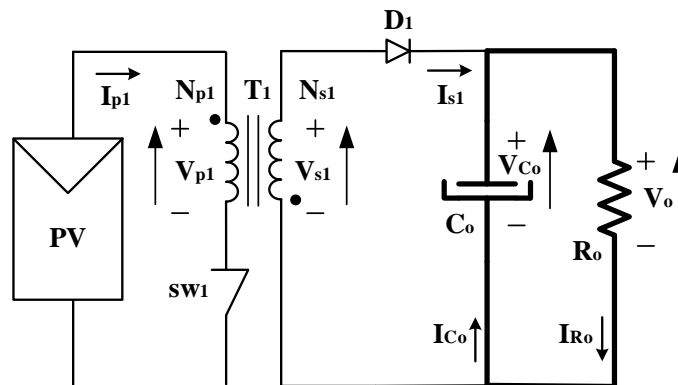 D1
Ip1
Np1
T1
Ns1
Is1
+
+
+
+
Vp1
Vs1
VCo
Vo
PV
−
−
Co
−
−
Ro
sw1
ICo
IRo